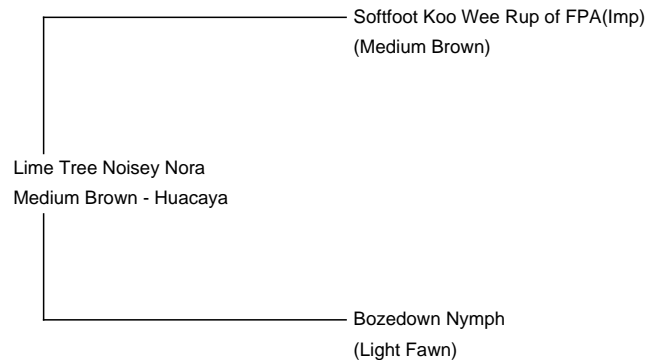 Softfoot Koo Wee Rup of FPA(Imp)
(Medium Brown)
Lime Tree Noisey Nora
Medium Brown - Huacaya
Bozedown Nymph
(Light Fawn)